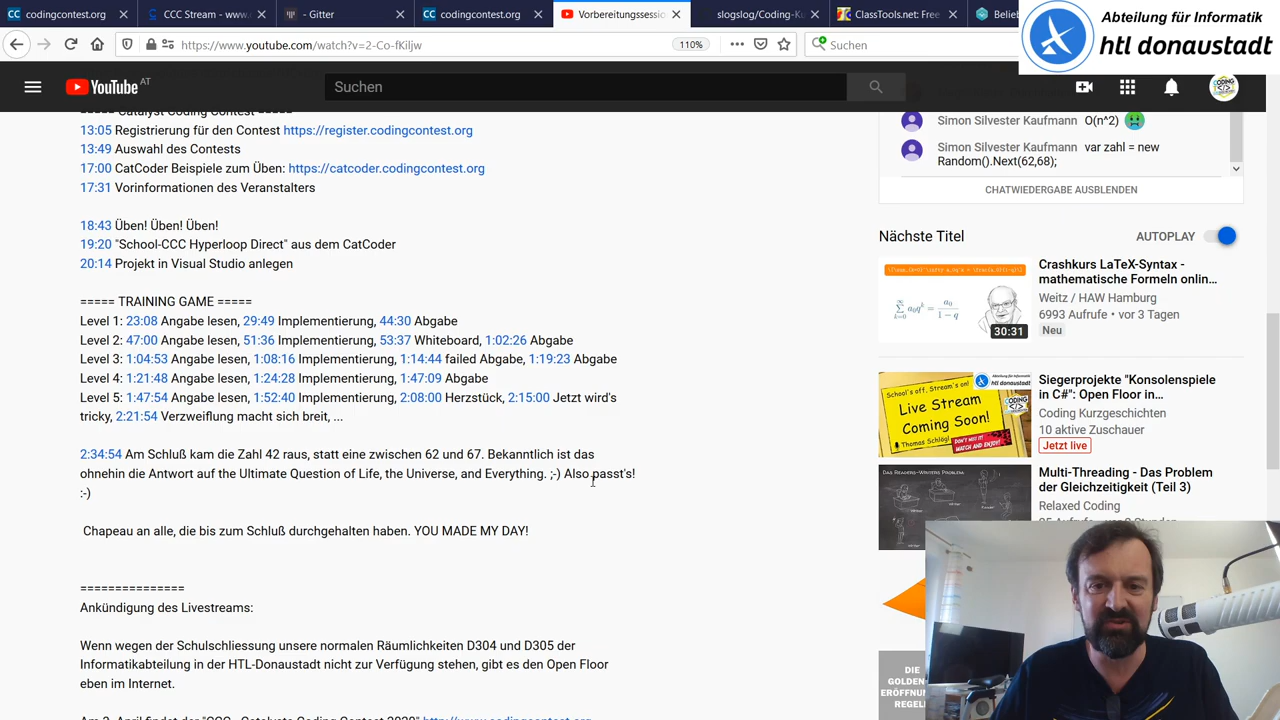 codingcontest.org
CCC Stream - www.
- Gitter
codingcontest.org
Vorbereitungssessi
slogslog/Coding-Ku
ClassTools.net: Free
Belieb
https://www.youtube.com/watch?v=2-Co-fKiljw
110%
Suchen
Abteilung für Informatik
htl donaustadt
YouTube AT
Suchen
===== Catalyst Coding Contest =====
13:05 Registrierung für den Contest https://register.codingcontest.org
13:49 Auswahl des Contests
17:00 CatCoder Beispiele zum Üben: https://catcoder.codingcontest.org
17:31 Vorinformationen des Veranstalters
18:43 Üben! Üben! Üben!
19:20 "School-CCC Hyperloop Direct" aus dem CatCoder
20:14 Projekt in Visual Studio anlegen
===== TRAINING GAME =====
Level 1: 23:08 Angabe lesen, 29:49 Implementierung, 44:30 Abgabe
Level 2: 47:00 Angabe lesen, 51:36 Implementierung, 53:37 Whiteboard, 1:02:26 Abgabe
Level 3: 1:04:53 Angabe lesen, 1:08:16 Implementierung, 1:14:44 failed Abgabe, 1:19:23 Abgabe
Level 4: 1:21:48 Angabe lesen, 1:24:28 Implementierung, 1:47:09 Abgabe
Level 5: 1:47:54 Angabe lesen, 1:52:40 Implementierung, 2:08:00 Herzstück, 2:15:00 Jetzt wird's
tricky, 2:21:54 Verzweiflung macht sich breit, ...
2:34:54 Am Schluß kam die Zahl 42 raus, statt eine zwischen 62 und 67. Bekanntlich ist das
ohnehin die Antwort auf the Ultimate Question of Life, the Universe, and Everything. ;-) Also passt's!
:-)
Chapeau an alle, die bis zum Schluß durchgehalten haben. YOU MADE MY DAY!
===============
Ankündigung des Livestreams:
Wenn wegen der Schulschliessung unsere normalen Räumlichkeiten D304 und D305 der
Informatikabteilung in der HTL-Donaustadt nicht zur Verfügung stehen, gibt es den Open Floor
eben im Internet.
Simon Silvester Kaufmann O(n^2)
Simon Silvester Kaufmann var zahl = new
Random().Next(62,68);
CHATWIEDERGABE AUSBLENDEN
Nächste Titel
AUTOPLAY
30:31
Crashkurs LaTeX-Syntax -
mathematische Formeln onlin…
Weitz / HAW Hamburg
6993 Aufrufe • vor 3 Tagen
Neu
School's off. Stream's on!
Live Stream
Coming Soon!
Thomas Schlögl
Siegerprojekte "Konsolenspiele
in C#": Open Floor in…
Coding Kurzgeschichten
10 aktive Zuschauer
Jetzt live
Multi-Threading - Das Problem
der Gleichzeitigkeit (Teil 3)
Relaxed Coding
DIE
GOLDEN
ERÖFFNU
REGEL